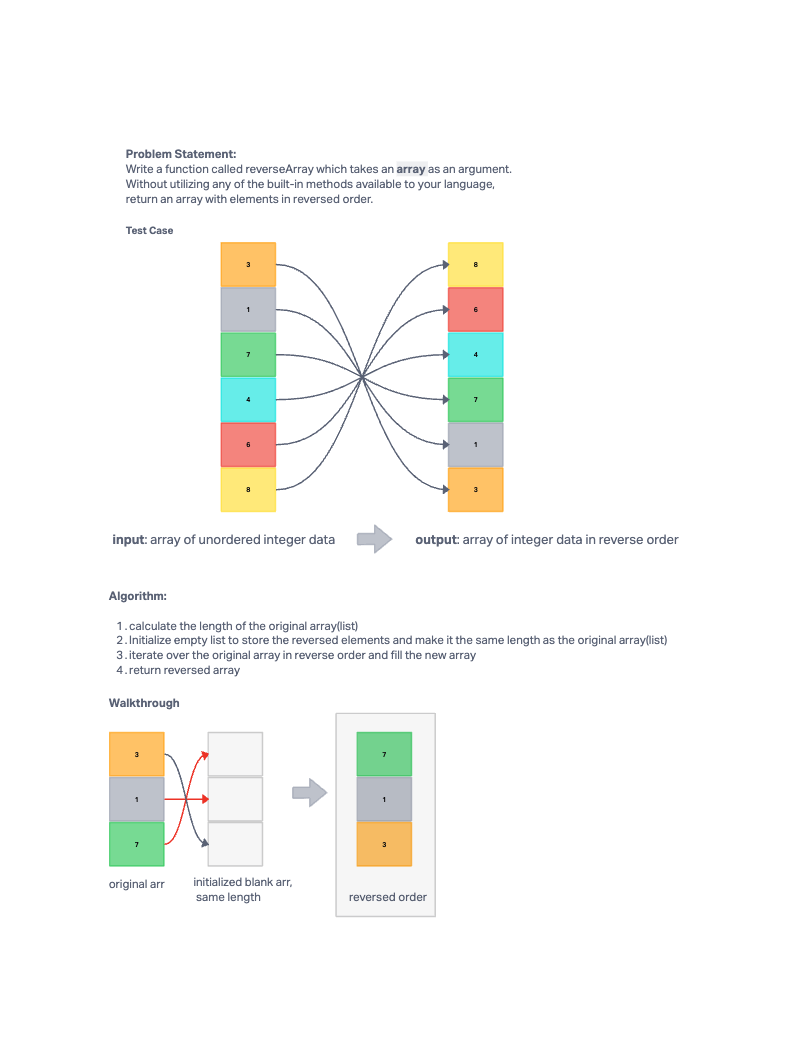 Problem Statement:
Write a function called reverseArray which takes an array as an argument.
Without utilizing any of the built-in methods available to your language,
return an array with elements in reversed order.
Test Case
3
1
7
4
6
8
8
6
4
7
1
3
input: array of unordered integer data
output: array of integer data in reverse order
Algorithm:
1. calculate the length of the original array(list)
2. Initialize empty list to store the reversed elements and make it the same length as the original array(list)
3. iterate over the original array in reverse order and fill the new array
4. return reversed array
Walkthrough
3
1
7
7
1
3
original arr
initialized blank arr,
same length
reversed order